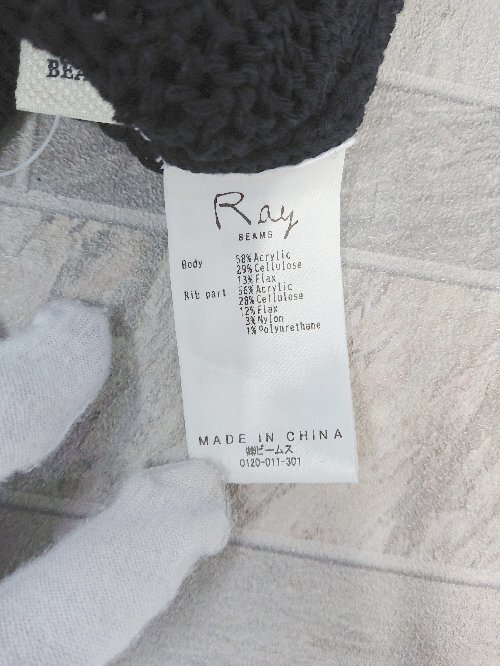 BEA
Ray
BEAMS
Body 58% Acrylic
29% Cellulose
13% Flax
Rib part 56% Acrylic
28% Cellulose
12% Flax
3% Nylon
1% Polyurethane
MADE IN CHINA
㈱ビームス
0120-011-301